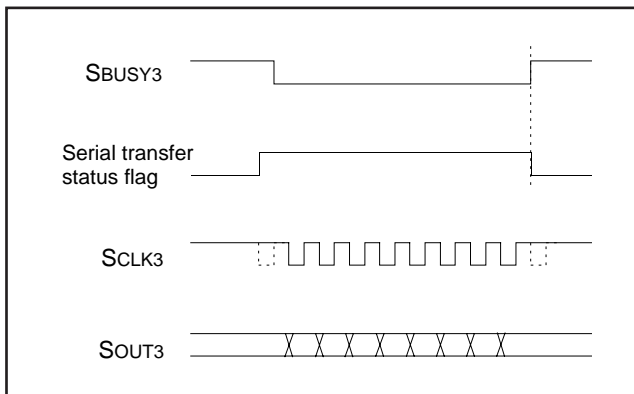 SBUSY3
Serial transfer
status flag
SCLK3
SOUT3